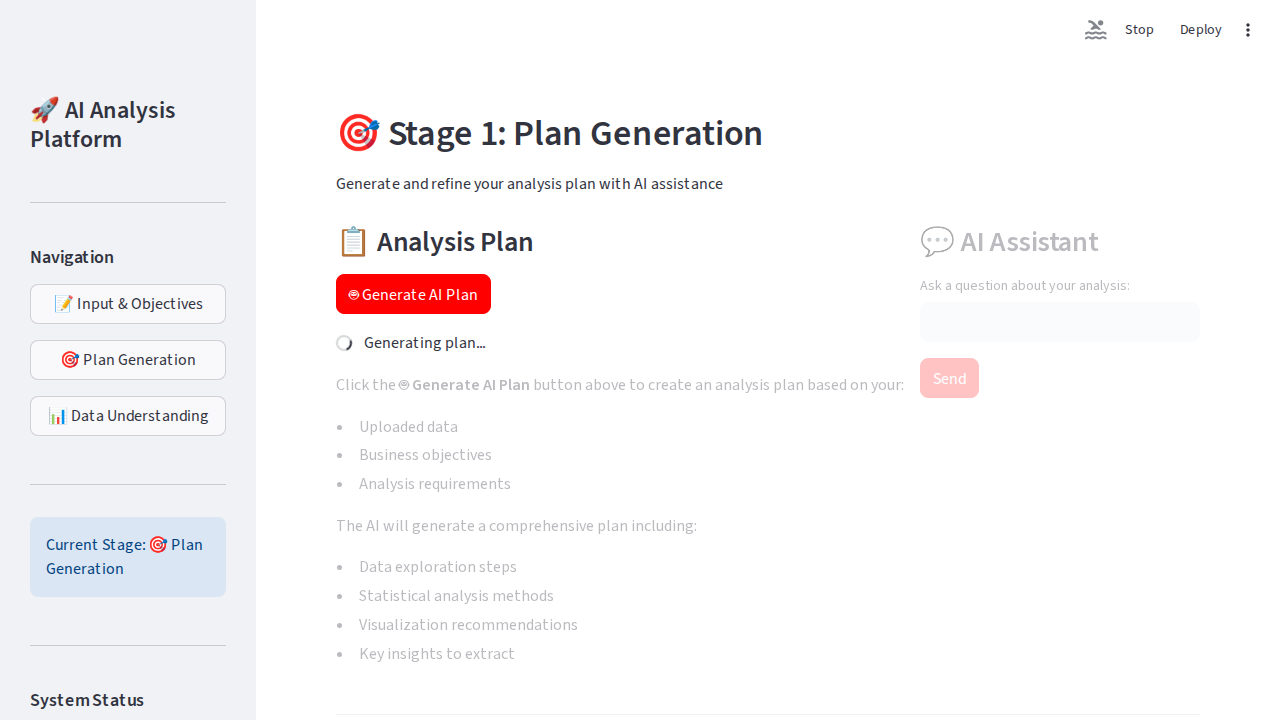 Stop
Deploy
🚀 AI Analysis
Platform
Navigation
📝 Input & Objectives
🎯 Plan Generation
📊 Data Understanding
Current Stage: 🎯 Plan
Generation
System Status
🎯 Stage 1: Plan Generation
Generate and refine your analysis plan with AI assistance
📋 Analysis Plan
Generate AI Plan
Generating plan...
Click the Generate AI Plan button above to create an analysis plan based on your:
• Uploaded data
• Business objectives
• Analysis requirements
The AI will generate a comprehensive plan including:
• Data exploration steps
• Statistical analysis methods
• Visualization recommendations
• Key insights to extract
💬 AI Assistant
Ask a question about your analysis:
Send